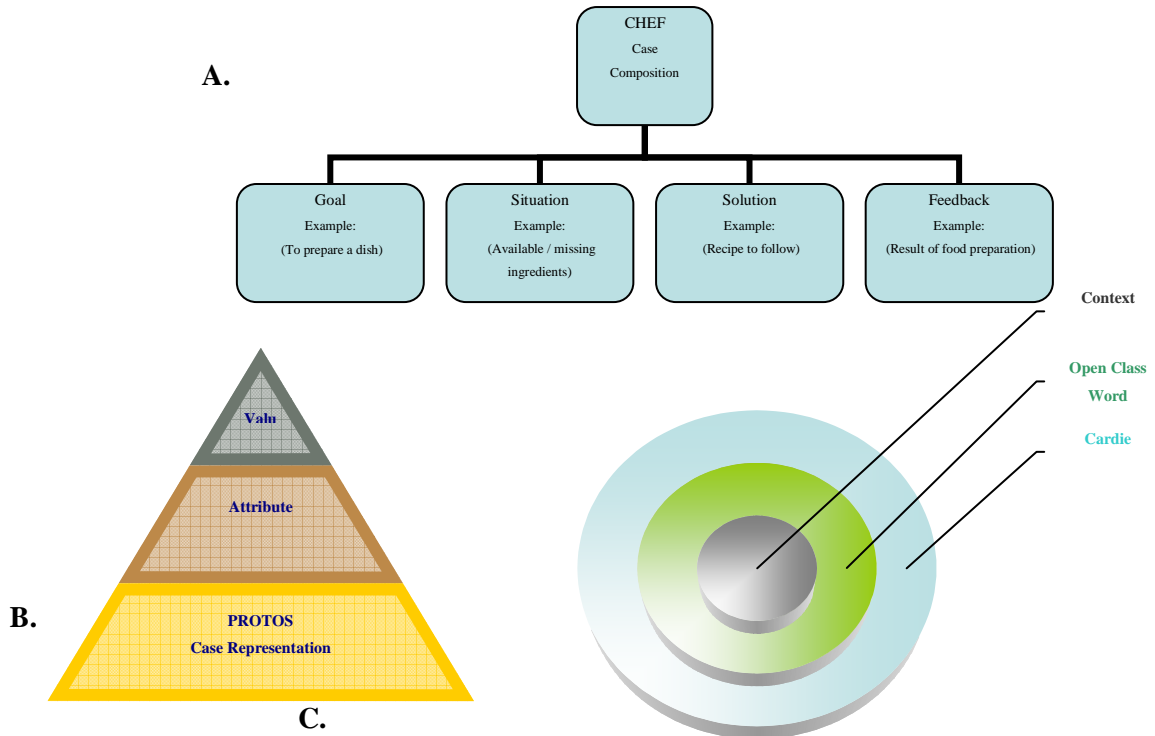 CHEF
Case
Composition
A.
Goal
Example:
(To prepare a dish)
Situation
Example:
(Available / missing
ingredients)
Solution
Example:
(Recipe to follow)
Feedback
Example:
(Result of food preparation)
Context
Open Class
Word
Cardie
Valu
Attribute
B.
PROTOS
Case Representation
C.